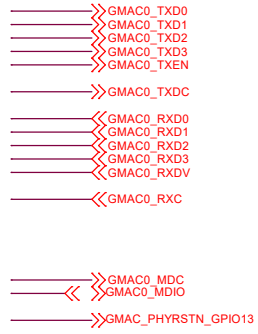 GMAC0_TXD0
GMAC0_TXD1
GMAC0_TXD2
GMAC0_TXD3
GMAC0_TXEN
GMAC0_TXDC
GMAC0_RXD0
GMAC0_RXD1
GMAC0_RXD2
GMAC0_RXD3
GMAC0_RXDV
GMAC0_RXC
GMAC0_MDC
GMAC0_MDIO
GMAC_PHYRSTN_GPIO13